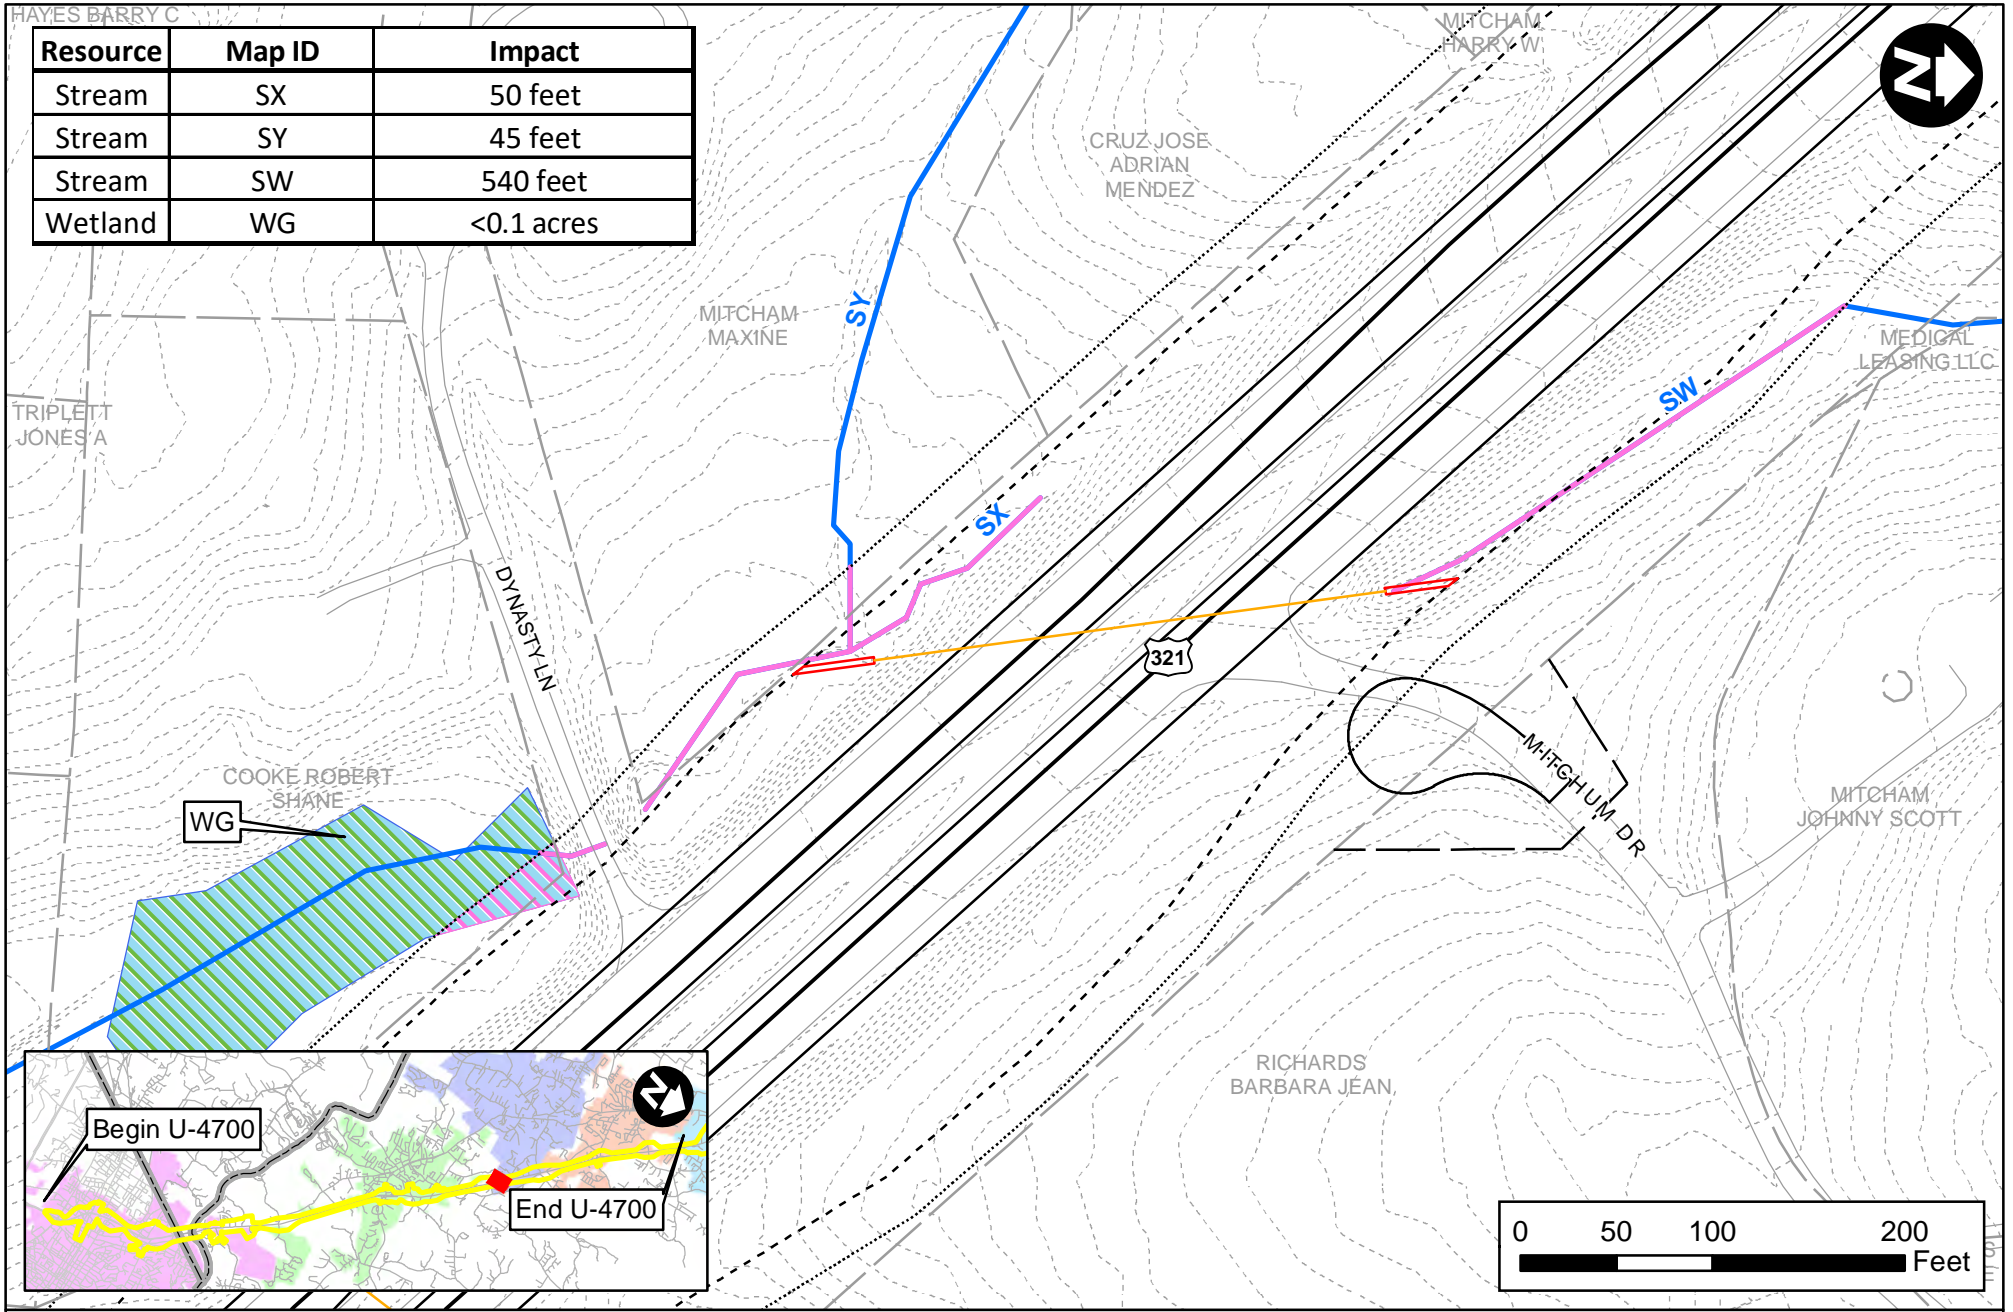 HAYES BARRY C
Resource Map ID Impact
Stream SX 50 feet
Stream SY 45 feet
Stream SW 540 feet
Wetland WG <0.1 acres
MITCHAM
HARRY W
N
CRUZ JOSE
ADRIAN
MENDEZ
SY
MITCHAM
MAXINE
MEDICAL
LEASING LLC
SW
TRIPLETT
JONES A
SX
DYNASTY LN
321
COOKE ROBERT
SHANE
WG
MITCHUM DR
MITCHAM
JOHNNY SCOTT
RICHARDS
BARBARA JEAN
N
Begin U-4700
End U-4700
0 50 100 200
Feet